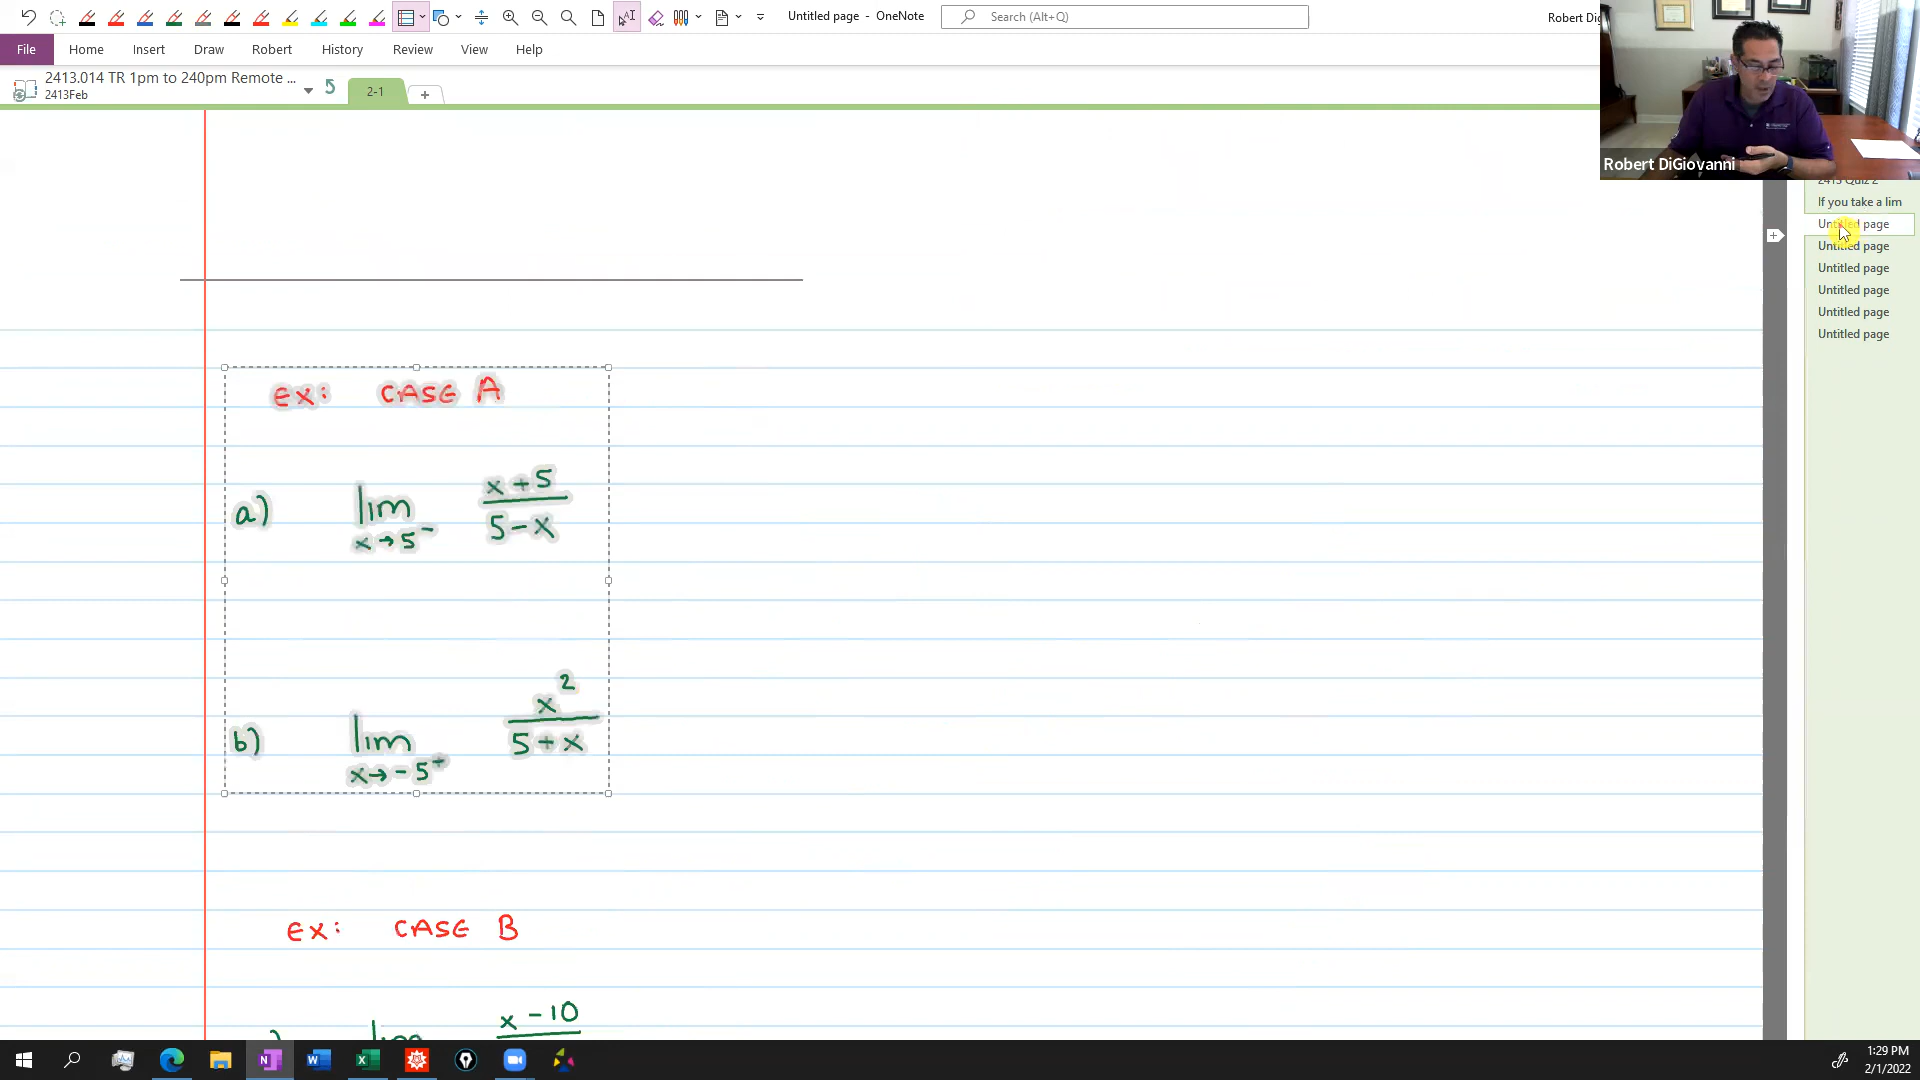 Untitled page - OneNote
Search (Alt+Q)
Robert Di
File Home Insert Draw Robert History Review View Help
2413.014 TR 1pm to 240pm Remote ...
2413Feb
2-1
+
Robert DiGiovanni
2413 Quiz 2
If you take a lim
Untitled page
Untitled page
Untitled page
Untitled page
Untitled page
Untitled page
EX: CASE A
a) lim x→5⁻ (x+5)/(5-x)
b) lim x→-5⁺ x²/(5+x)
EX: CASE B
x-10
1:29 PM
2/1/2022